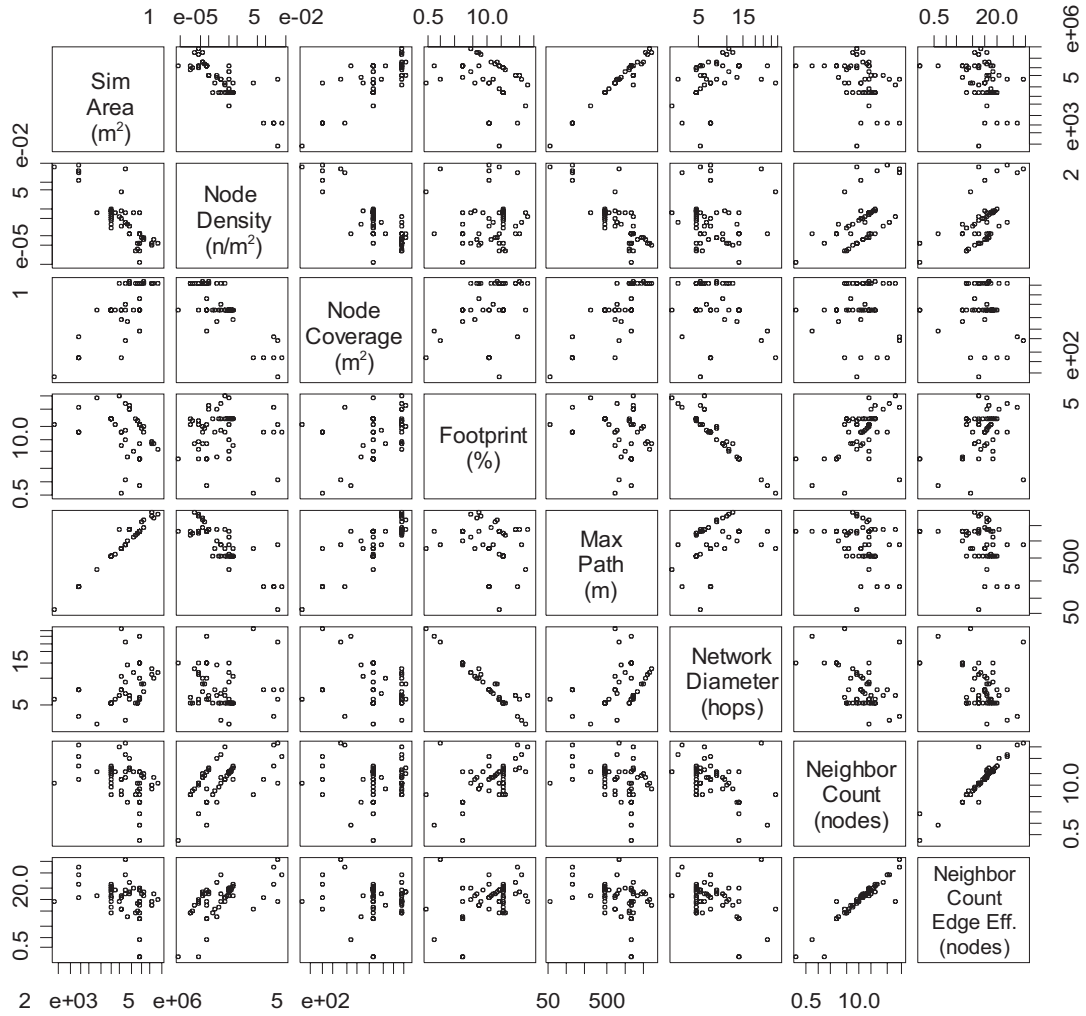 1 e−05 5 e−02 0.5 10.0 5 15 0.5 20.0
Sim
Area
(m²)
e−02
e+03
5
e+06
Node
Density
(n/m²)
e−05
5
2
Node
Coverage
(m²)
1
e+02
Footprint
(%)
0.5
10.0
5
Max
Path
(m)
50
500
Network
Diameter
(hops)
5
15
Neighbor
Count
(nodes)
0.5
10.0
Neighbor
Count
Edge Eff.
(nodes)
0.5
20.0
2 e+03 5 e+06 5 e+02 50 500 0.5 10.0